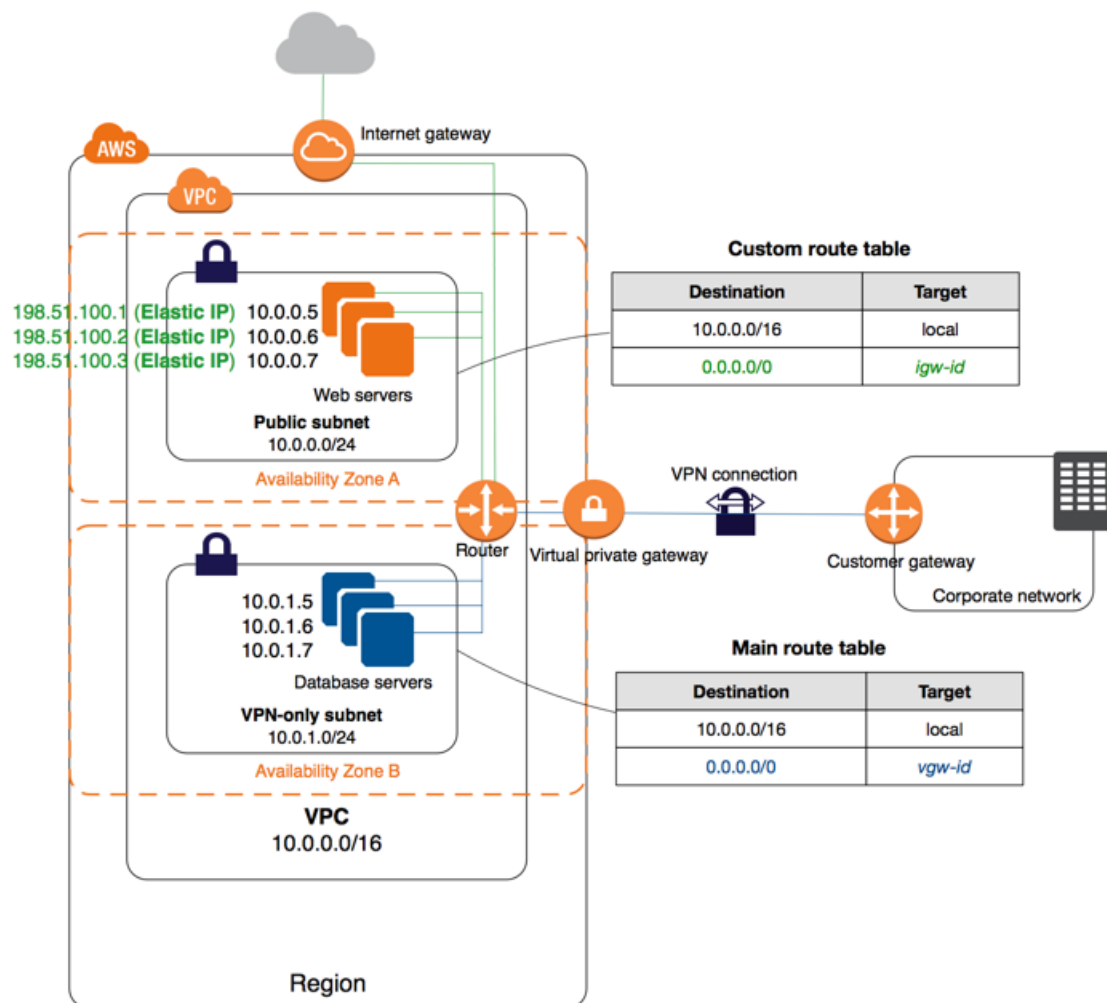 Internet gateway
AWS
VPC
Custom route table
Destination Target
10.0.0.0/16 local
0.0.0.0/0 igw-id
198.51.100.1 (Elastic IP) 10.0.0.5
198.51.100.2 (Elastic IP) 10.0.0.6
198.51.100.3 (Elastic IP) 10.0.0.7
Web servers
Public subnet
10.0.0.0/24
Availability Zone A
VPN connection
Router
Virtual private gateway
Customer gateway
Corporate network
10.0.1.5
10.0.1.6
10.0.1.7
Database servers
VPN-only subnet
10.0.1.0/24
Availability Zone B
Main route table
Destination Target
10.0.0.0/16 local
0.0.0.0/0 vgw-id
VPC
10.0.0.0/16
Region